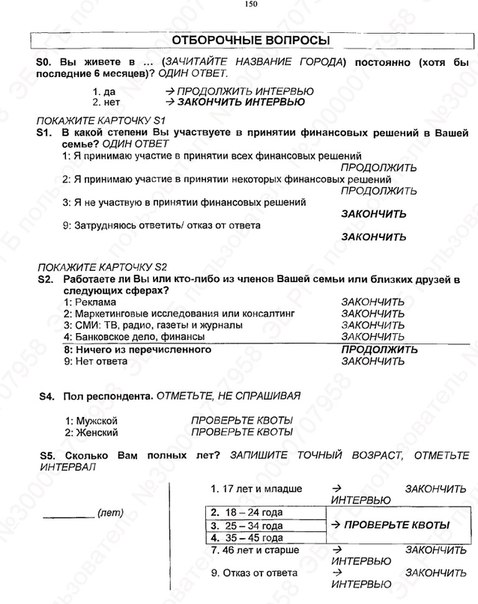 150
ОТБОРОЧНЫЕ ВОПРОСЫ
S0. Вы живете в ... (ЗАЧИТАЙТЕ НАЗВАНИЕ ГОРОДА) постоянно (хотя бы
последние 6 месяцев)? ОДИН ОТВЕТ.
1. да → ПРОДОЛЖИТЬ ИНТЕРВЬЮ
2. нет → ЗАКОНЧИТЬ ИНТЕРВЬЮ
ПОКАЖИТЕ КАРТОЧКУ S1
S1. В какой степени Вы участвуете в принятии финансовых решений в Вашей
семье? ОДИН ОТВЕТ
1: Я принимаю участие в принятии всех финансовых решений
ПРОДОЛЖИТЬ
2: Я принимаю участие в принятии некоторых финансовых решений
ПРОДОЛЖИТЬ
3: Я не участвую в принятии финансовых решений
ЗАКОНЧИТЬ
9: Затрудняюсь ответить/ отказ от ответа
ЗАКОНЧИТЬ
ПОКАЖИТЕ КАРТОЧКУ S2
S2. Работаете ли Вы или кто-либо из членов Вашей семьи или близких друзей в
следующих сферах?
1: Реклама ЗАКОНЧИТЬ
2: Маркетинговые исследования или консалтинг ЗАКОНЧИТЬ
3: СМИ: ТВ, радио, газеты и журналы ЗАКОНЧИТЬ
4: Банковское дело, финансы ЗАКОНЧИТЬ
8: Ничего из перечисленного ПРОДОЛЖИТЬ
9: Нет ответа ЗАКОНЧИТЬ
S4. Пол респондента. ОТМЕТЬТЕ, НЕ СПРАШИВАЯ
1: Мужской ПРОВЕРЬТЕ КВОТЫ
2: Женский ПРОВЕРЬТЕ КВОТЫ
S5. Сколько Вам полных лет? ЗАПИШИТЕ ТОЧНЫЙ ВОЗРАСТ, ОТМЕТЬТЕ
ИНТЕРВАЛ
_________ (лет)
1. 17 лет и младше → ЗАКОНЧИТЬ
ИНТЕРВЬЮ
2. 18 – 24 года
3. 25 – 34 года → ПРОВЕРЬТЕ КВОТЫ
4. 35 – 45 года
7. 46 лет и старше → ЗАКОНЧИТЬ
ИНТЕРВЬЮ
9. Отказ от ответа → ЗАКОНЧИТЬ
ИНТЕРВЬЮ